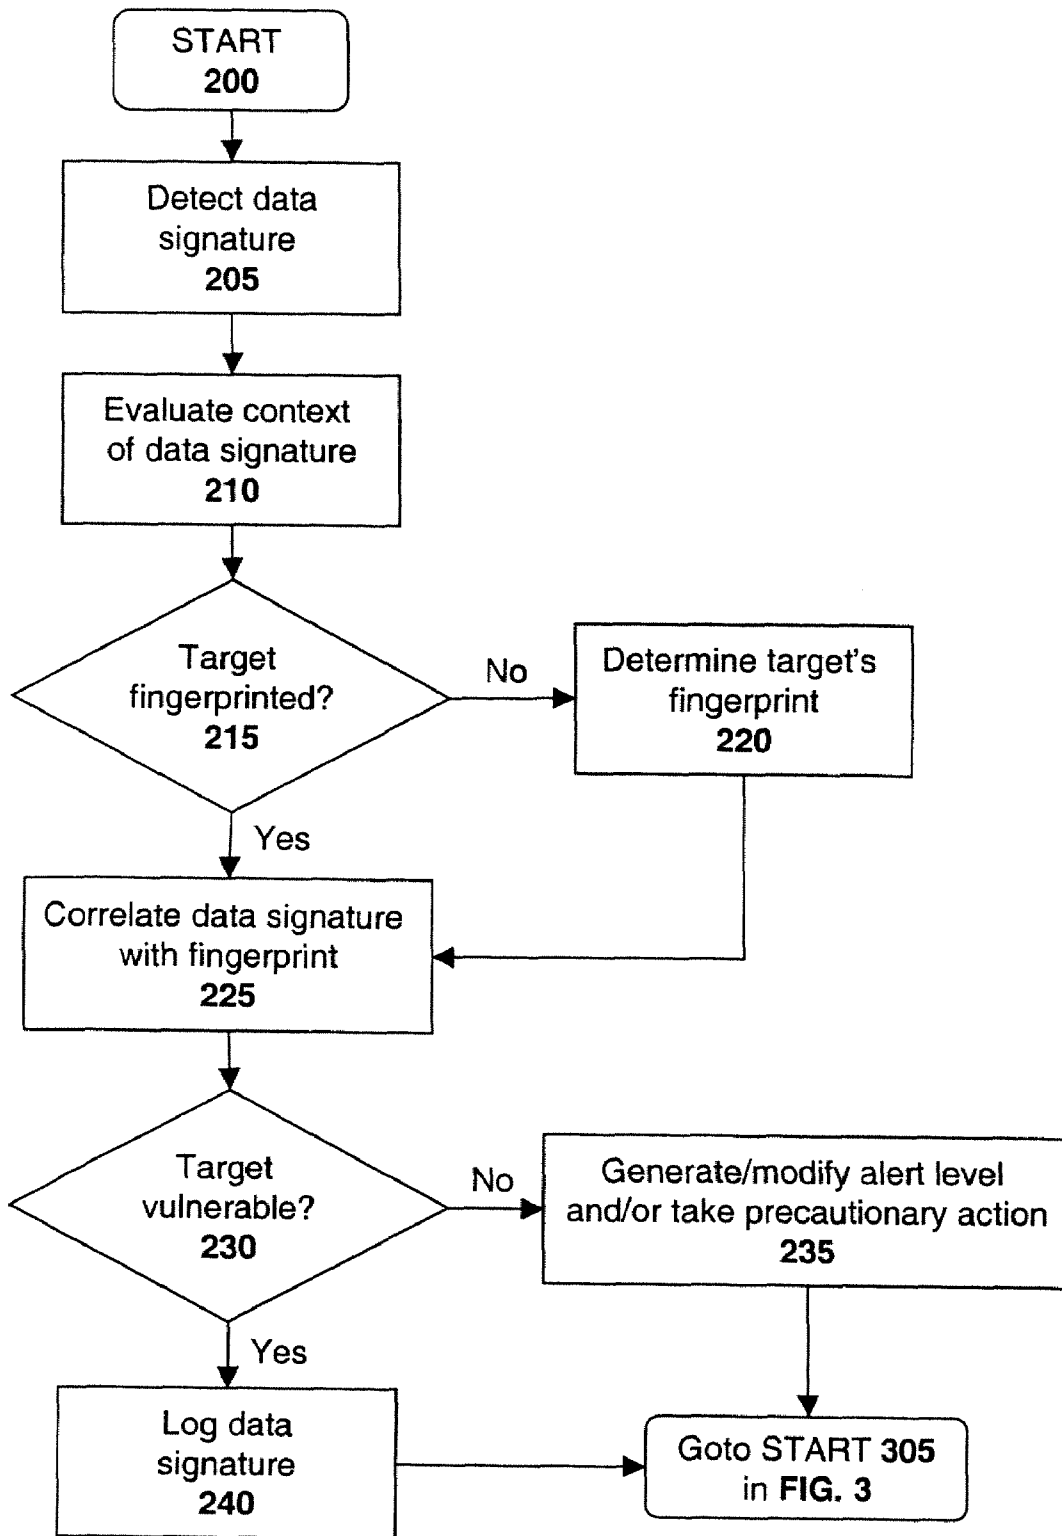 START
200
Detect data
signature
205
Evaluate context
of data signature
210
Target
fingerprinted?
215
No
Determine target's
fingerprint
220
Yes
Correlate data signature
with fingerprint
225
Target
vulnerable?
230
No
Generate/modify alert level
and/or take precautionary action
235
Yes
Log data
signature
240
Goto START 305
in FIG. 3